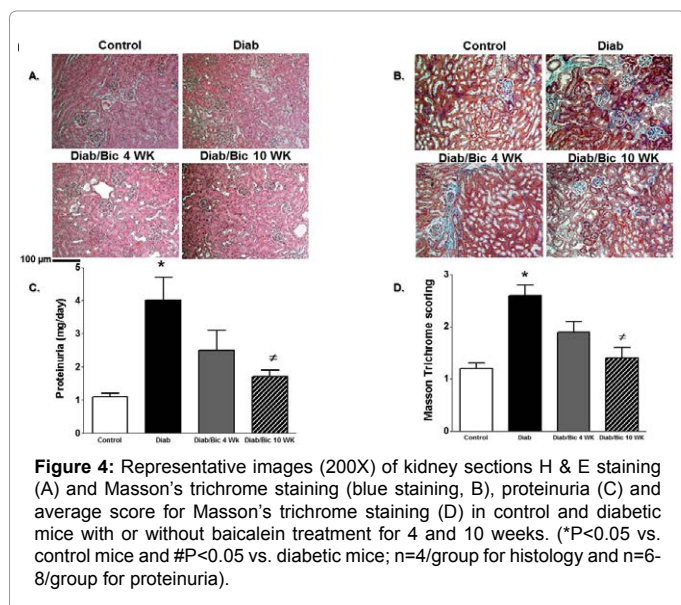 Control Diab
A.
Diab/Bic 4 WK Diab/Bic 10 WK
100 µm
Control Diab
B.
Diab/Bic 4 WK Diab/Bic 10 WK
C.
Proteinuria (mg/day)
5
4
3
2
1
0
*
≠
Control Diab Diab/Bic 4 Wk Diab/Bic 10 WK
D.
Masson Trichrome scoring
3
2
1
0
*
≠
Control Diab Diab/Bic 4 WK Diab/Bic 10 WK
Figure 4: Representative images (200X) of kidney sections H & E staining
(A) and Masson's trichrome staining (blue staining, B), proteinuria (C) and
average score for Masson's trichrome staining (D) in control and diabetic
mice with or without baicalein treatment for 4 and 10 weeks. (*P<0.05 vs.
control mice and #P<0.05 vs. diabetic mice; n=4/group for histology and n=6-
8/group for proteinuria).